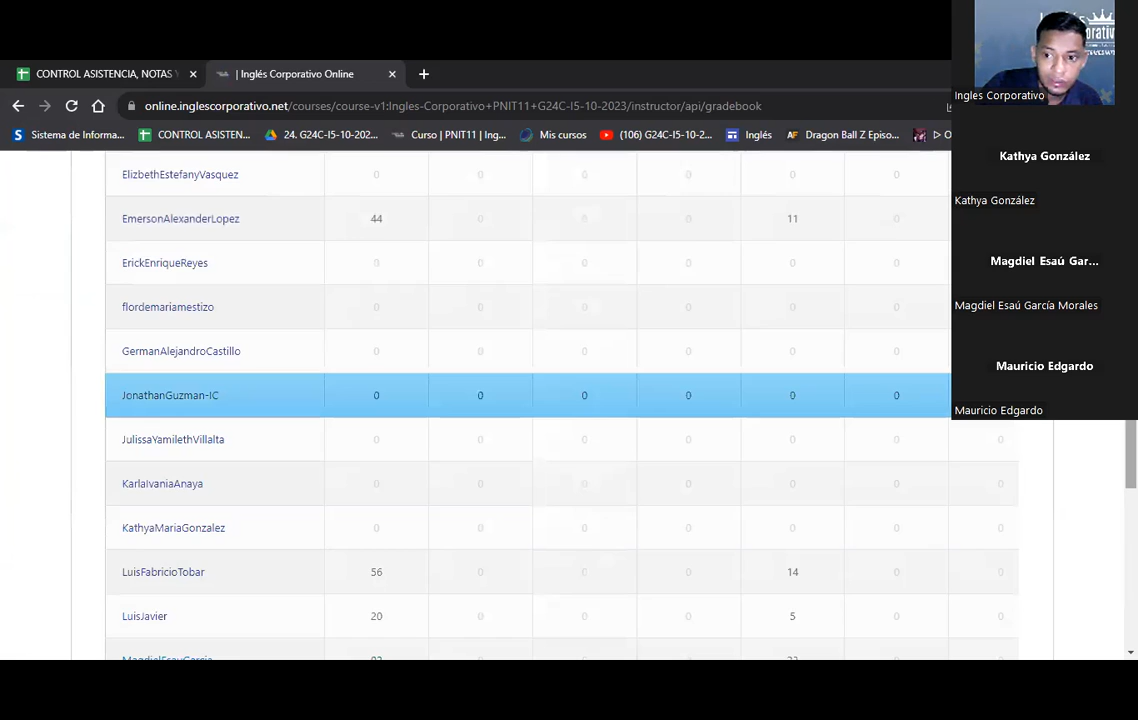 CONTROL ASISTENCIA, NOTAS
| Inglés Corporativo Online
online.inglescorporativo.net/courses/course-v1:Ingles-Corporativo+PNIT11+G24C-I5-10-2023/instructor/api/gradebook
Sistema de Informa...
CONTROL ASISTEN...
24. G24C-I5-10-202...
Curso | PNIT11 | Ing...
Mis cursos
(106) G24C-I5-10-2...
Inglés
Dragon Ball Z Episo...
ElizbethEstefanyVasquez 0 0 0 0 0 0
EmersonAlexanderLopez 44 0 0 0 11 0
ErickEnriqueReyes 0 0 0 0 0 0
flordemariamestizo 0 0 0 0 0 0
GermanAlejandroCastillo 0 0 0 0 0 0
JonathanGuzman-IC 0 0 0 0 0 0
JulissaYamilethVillalta 0 0 0 0 0 0 0
KarlaIvaniaAnaya 0 0 0 0 0 0 0
KathyaMariaGonzalez 0 0 0 0 0 0 0
LuisFabricioTobar 56 0 0 0 14 0 0
LuisJavier 20 0 0 0 5 0 0
Ingles Corporativo
Kathya González
Kathya González
Magdiel Esaú Gar...
Magdiel Esaú García Morales
Mauricio Edgardo
Mauricio Edgardo